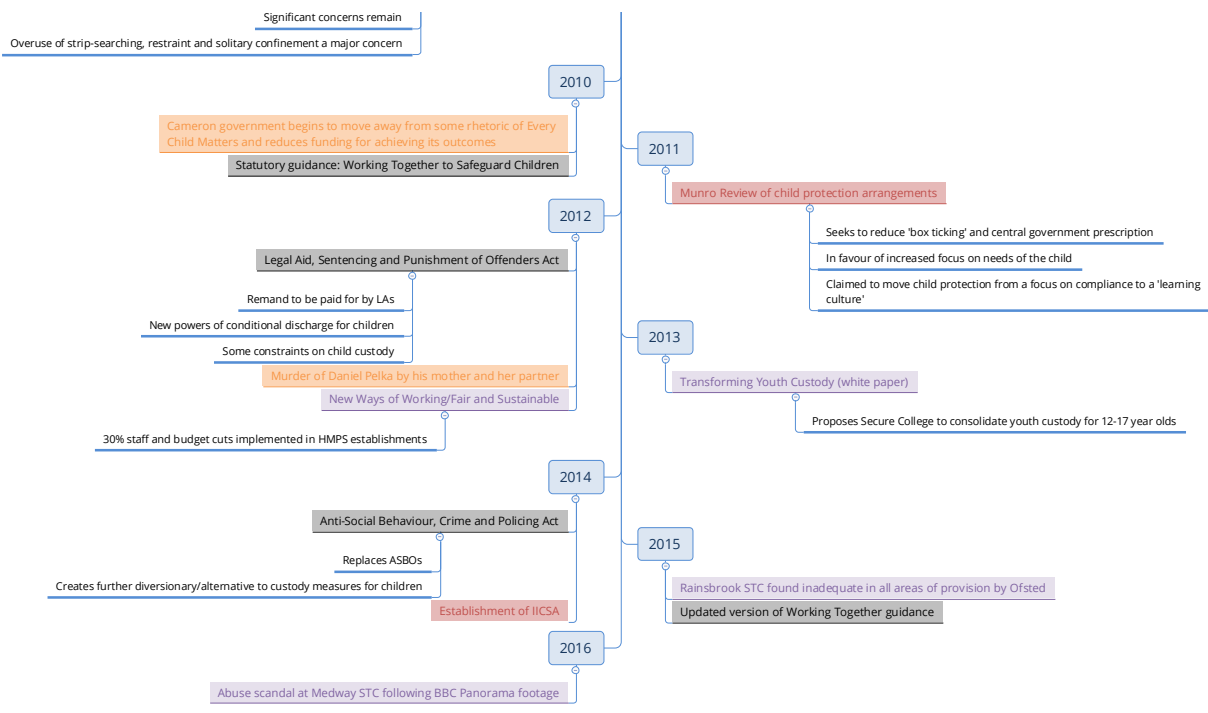 Significant concerns remain
Overuse of strip-searching, restraint and solitary confinement a major concern
2010
Cameron government begins to move away from some rhetoric of Every
Child Matters and reduces funding for achieving its outcomes
Statutory guidance: Working Together to Safeguard Children
2011
Munro Review of child protection arrangements
Seeks to reduce 'box ticking' and central government prescription
In favour of increased focus on needs of the child
Claimed to move child protection from a focus on compliance to a 'learning
culture'
2012
Legal Aid, Sentencing and Punishment of Offenders Act
Remand to be paid for by LAs
New powers of conditional discharge for children
Some constraints on child custody
Murder of Daniel Pelka by his mother and her partner
New Ways of Working/Fair and Sustainable
30% staff and budget cuts implemented in HMPS establishments
2013
Transforming Youth Custody (white paper)
Proposes Secure College to consolidate youth custody for 12-17 year olds
2014
Anti-Social Behaviour, Crime and Policing Act
Replaces ASBOs
Creates further diversionary/alternative to custody measures for children
Establishment of IICSA
2015
Rainsbrook STC found inadequate in all areas of provision by Ofsted
Updated version of Working Together guidance
2016
Abuse scandal at Medway STC following BBC Panorama footage